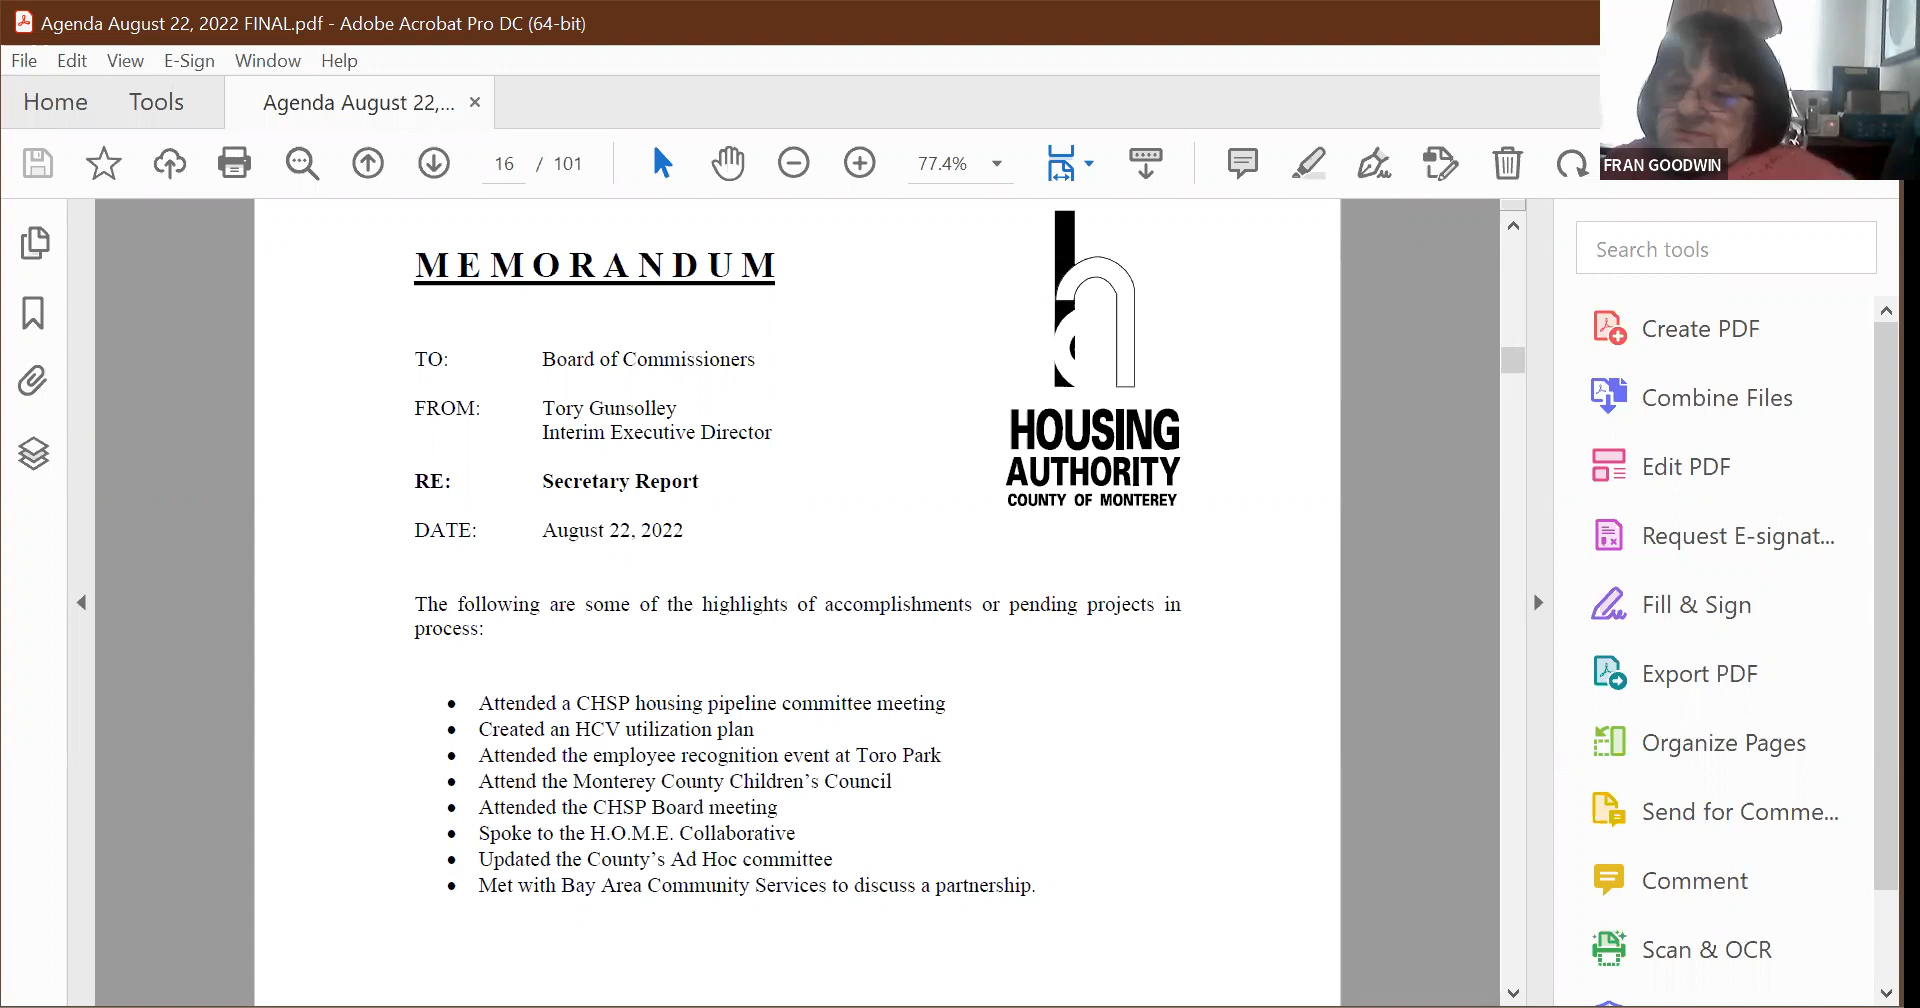 Agenda August 22, 2022 FINAL.pdf - Adobe Acrobat Pro DC (64-bit)
File Edit View E-Sign Window Help
Home Tools Agenda August 22,... ×
16 / 101 77.4%
FRAN GOODWIN
MEMORANDUM
TO: Board of Commissioners
FROM: Tory Gunsolley
Interim Executive Director
RE: Secretary Report
DATE: August 22, 2022
ha
HOUSING
AUTHORITY
COUNTY OF MONTEREY
The following are some of the highlights of accomplishments or pending projects in
process:
• Attended a CHSP housing pipeline committee meeting
• Created an HCV utilization plan
• Attended the employee recognition event at Toro Park
• Attend the Monterey County Children's Council
• Attended the CHSP Board meeting
• Spoke to the H.O.M.E. Collaborative
• Updated the County's Ad Hoc committee
• Met with Bay Area Community Services to discuss a partnership.
Search tools
Create PDF
Combine Files
Edit PDF
Request E-signat...
Fill & Sign
Export PDF
Organize Pages
Send for Comme...
Comment
Scan & OCR